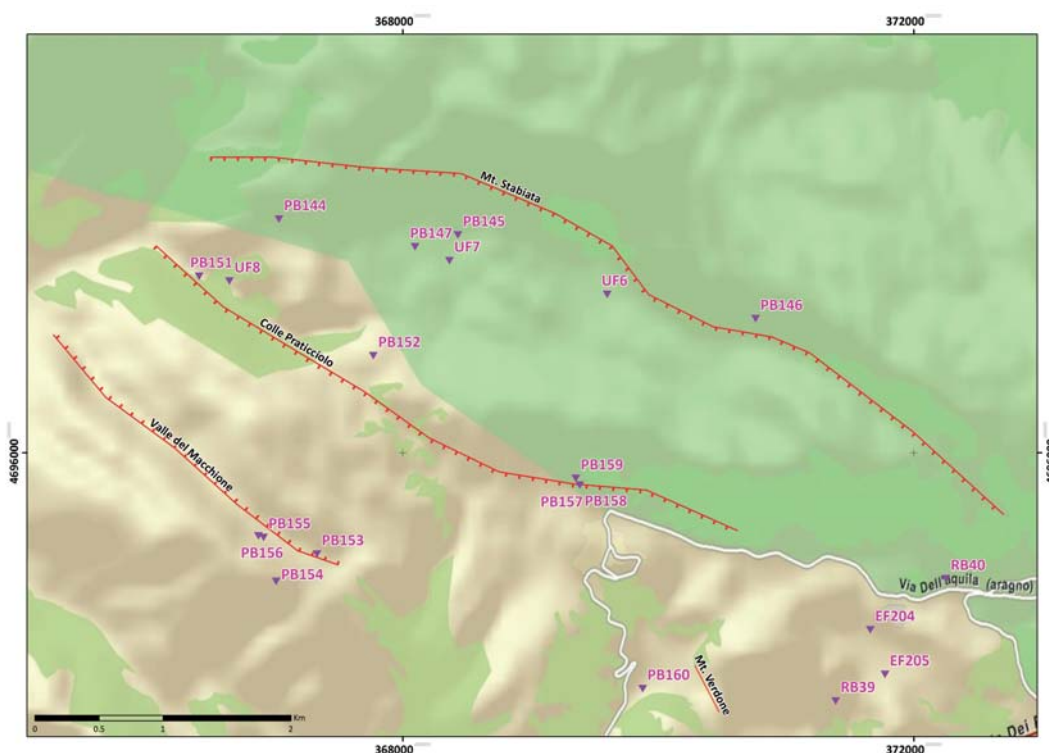 368000
372000
Mt. Stabiata
PB144
PB145
PB147
UF7
PB151
UF8
UF6
PB146
Colle Praticciolo
PB152
4696000
Valle del Macchione
PB159
PB157
PB158
PB155
PB156
PB153
PB154
RB40
Via Dell'aquila (aragno)
EF204
EF205
Mt. Verdone
PB160
RB39
Km
0
0.5
1
2
Dei
368000
372000